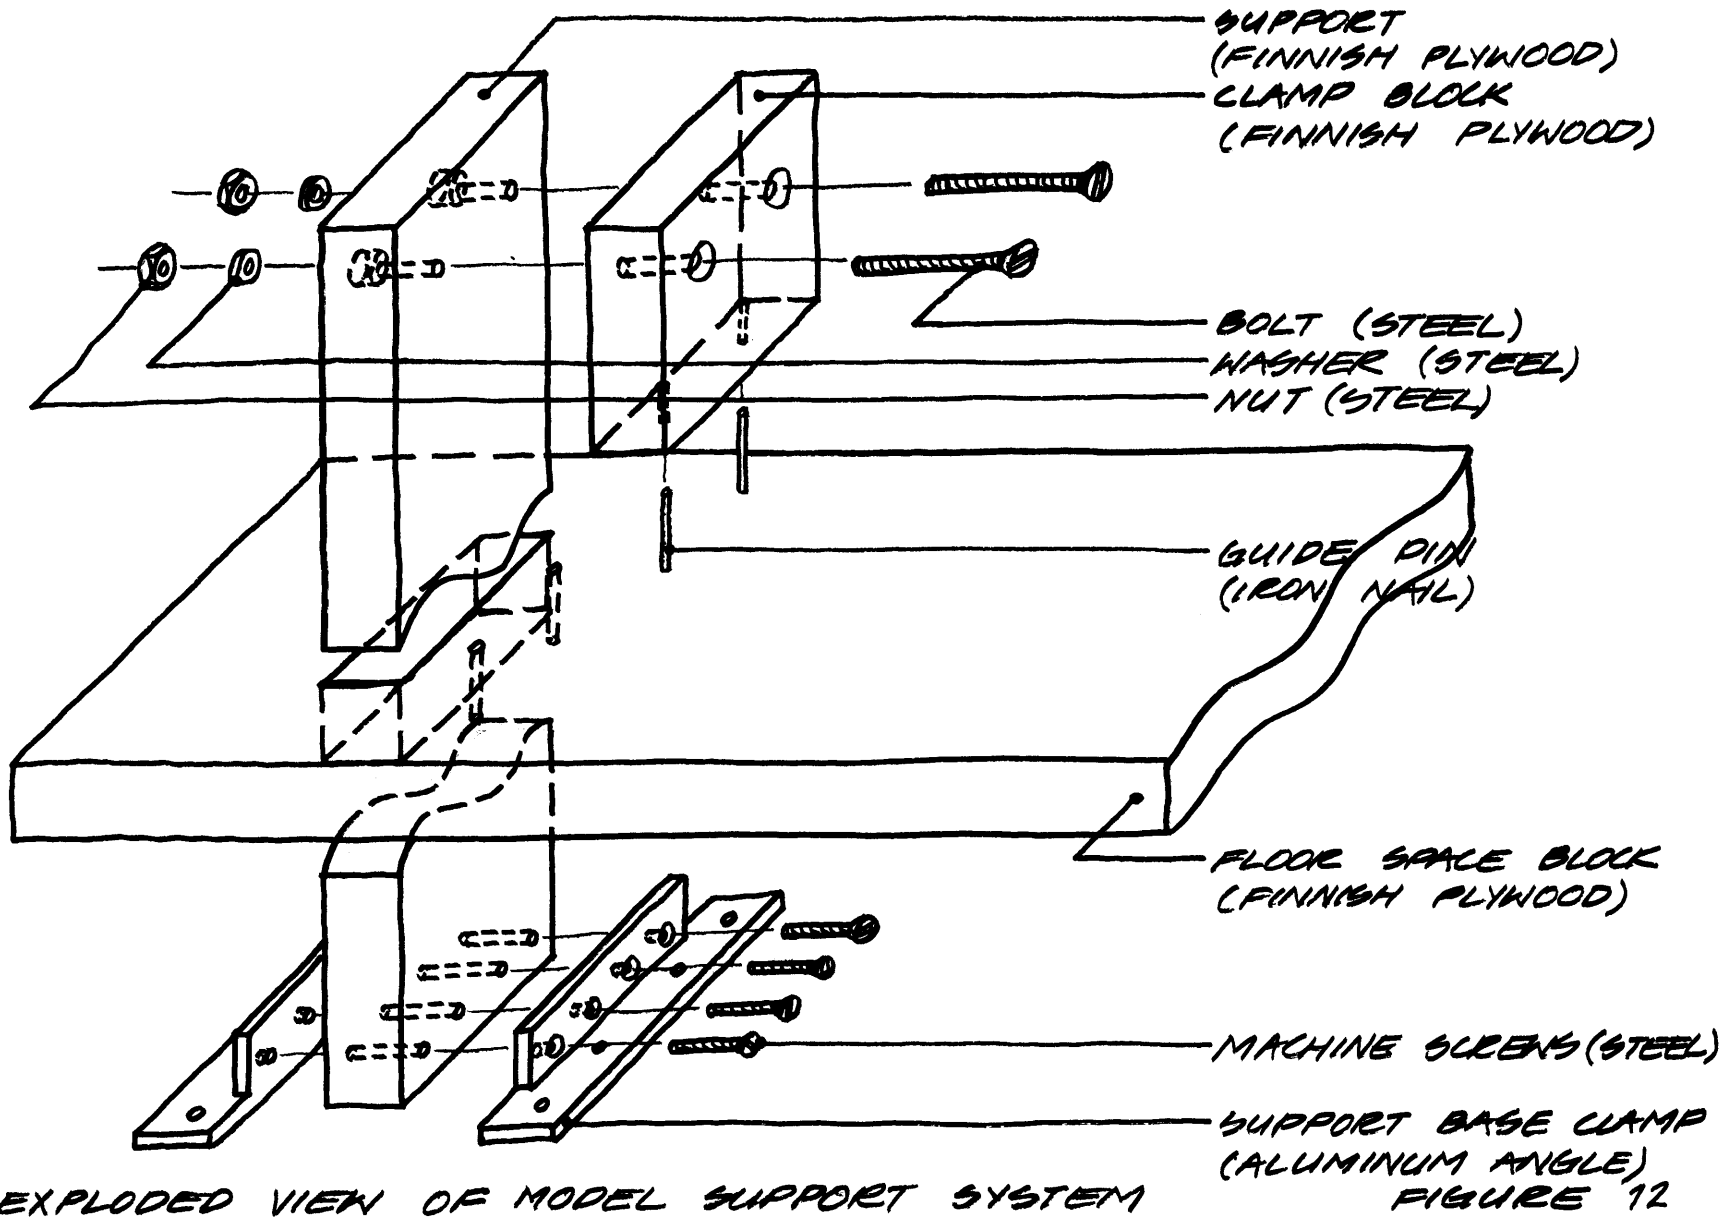 SUPPORT
(FINNISH PLYWOOD)
CLAMP BLOCK
(FINNISH PLYWOOD)
BOLT (STEEL)
WASHER (STEEL)
NUT (STEEL)
GUIDE PIN
(IRON NAIL)
FLOOR SPACE BLOCK
(FINNISH PLYWOOD)
MACHINE SCREWS (STEEL)
SUPPORT BASE CLAMP
(ALUMINUM ANGLE)
EXPLODED VIEW OF MODEL SUPPORT SYSTEM
FIGURE 12